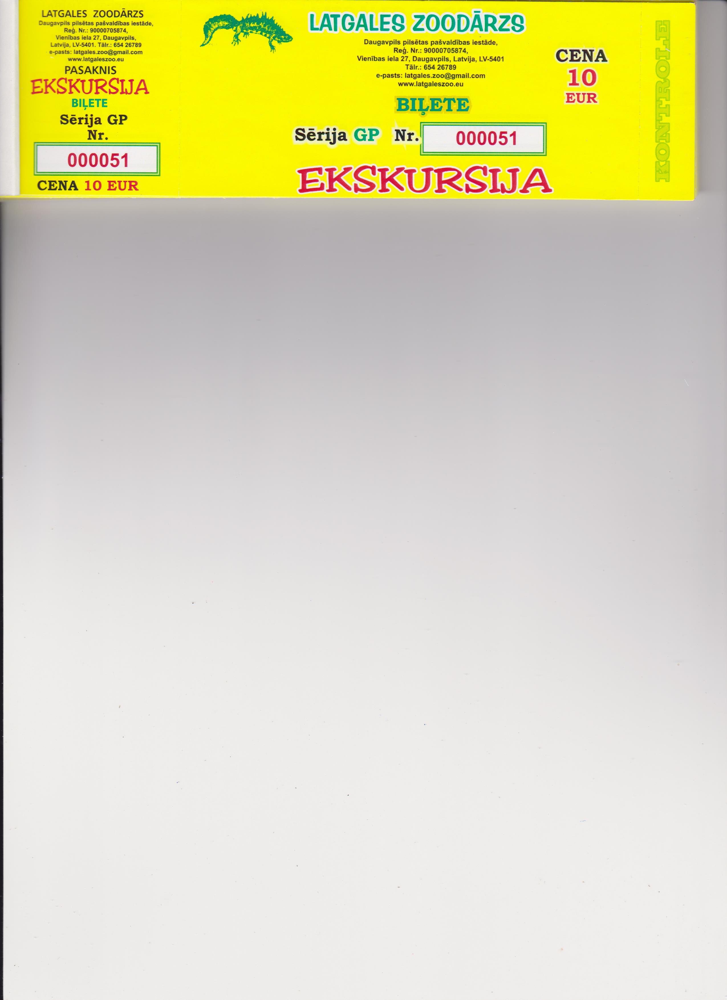 LATGALES ZOODĀRZS
Daugavpils pilsētas pašvaldības iestāde,
Reģ. Nr.: 90000705874,
Vienības iela 27, Daugavpils,
Latvija, LV-5401. Tālr.: 654 26789
e-pasts: latgales.zoo@gmail.com
www.latgaleszoo.eu
PASAKNIS
EKSKURSIJA
BIĻETE
Sērija GP
Nr.
000051
CENA 10 EUR
LATGALES ZOODĀRZS
Daugavpils pilsētas pašvaldības iestāde,
Reģ. Nr.: 90000705874,
Vienības iela 27, Daugavpils, Latvija, LV-5401
Tālr.: 654 26789
e-pasts: latgales.zoo@gmail.com
www.latgaleszoo.eu
BIĻETE
Sērija GP Nr. 000051
EKSKURSIJA
CENA
10
EUR
KONTROLE